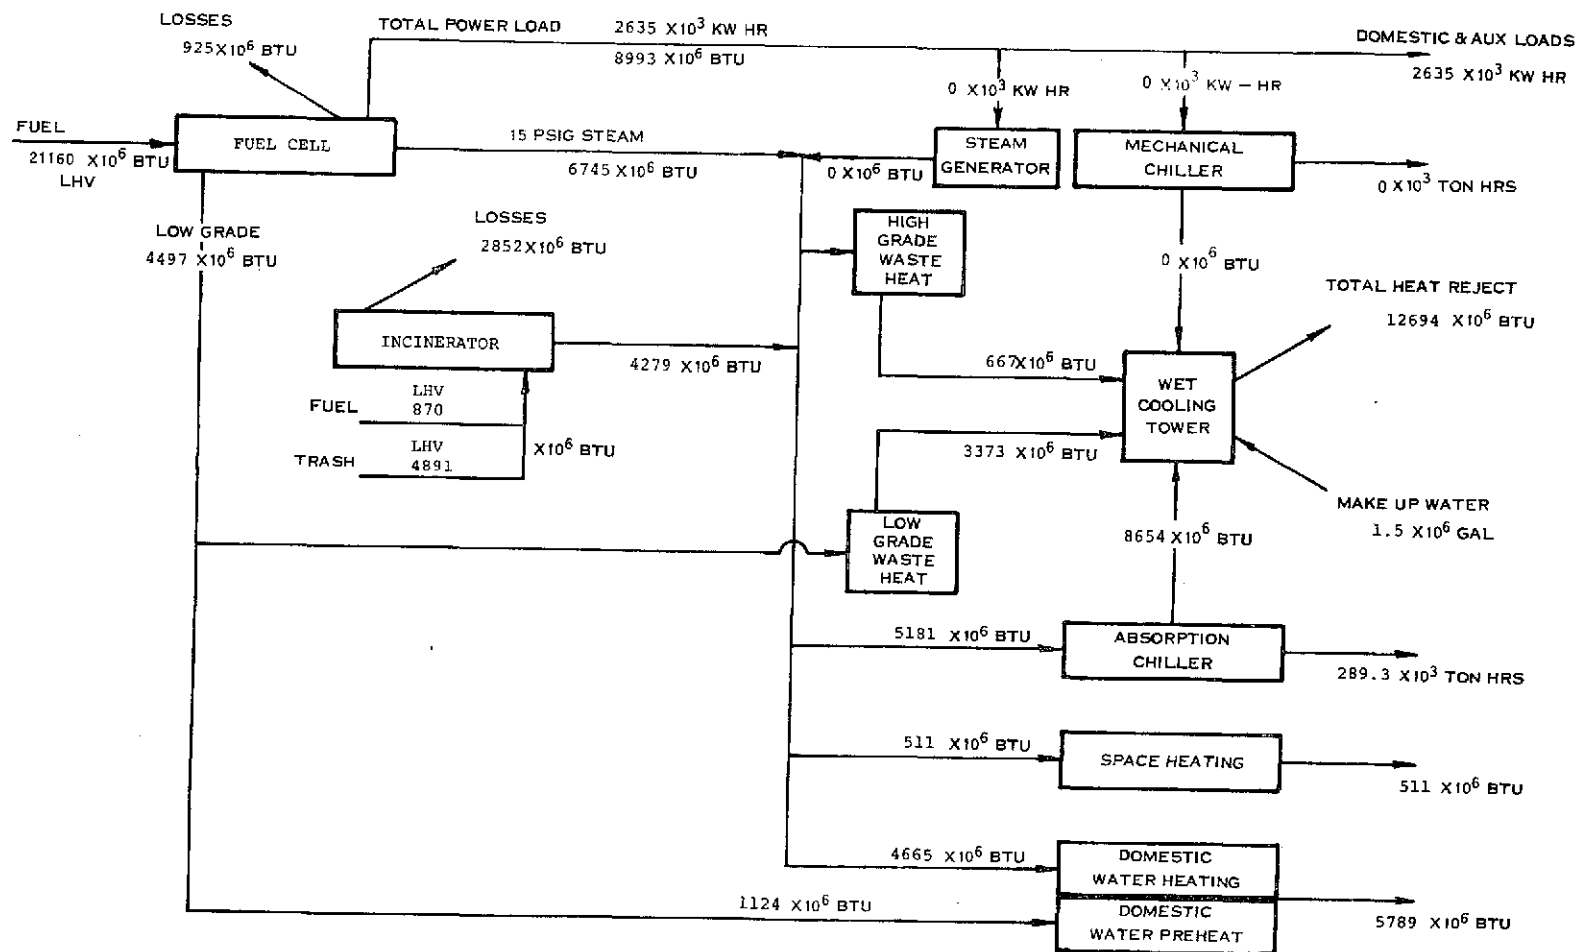 LOSSES
925X10⁶ BTU
TOTAL POWER LOAD
2635 X10³ KW HR
8993 X10⁶ BTU
DOMESTIC & AUX LOADS
2635 X10³ KW HR
0 X10³ KW HR
0 X10³ KW – HR
FUEL
21160 X10⁶ BTU
LHV
FUEL CELL
15 PSIG STEAM
6745 X10⁶ BTU
0 X10⁶ BTU
STEAM
GENERATOR
MECHANICAL
CHILLER
0 X10³ TON HRS
LOW GRADE
4497 X10⁶ BTU
LOSSES
2852X10⁶ BTU
HIGH
GRADE
WASTE
HEAT
0 X10⁶ BTU
TOTAL HEAT REJECT
12694 X10⁶ BTU
INCINERATOR
4279 X10⁶ BTU
667X10⁶ BTU
WET
COOLING
TOWER
FUEL
LHV
870
TRASH
LHV
4891
X10⁶ BTU
3373 X10⁶ BTU
MAKE UP WATER
1.5 X10⁶ GAL
LOW
GRADE
WASTE
HEAT
8654 X10⁶ BTU
5181 X10⁶ BTU
ABSORPTION
CHILLER
289.3 X10³ TON HRS
511 X10⁶ BTU
SPACE HEATING
511 X10⁶ BTU
4665 X10⁶ BTU
DOMESTIC
WATER HEATING
1124 X10⁶ BTU
DOMESTIC
WATER PREHEAT
5789 X10⁶ BTU